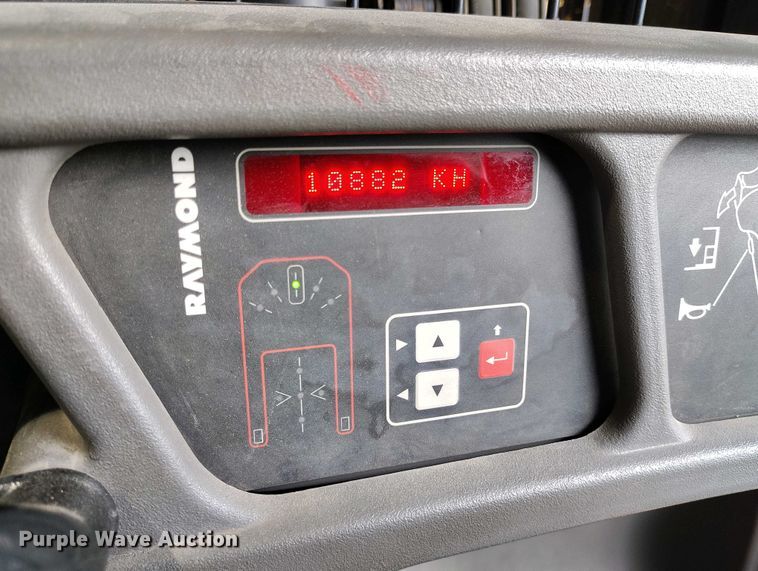 10882 KH
RAYMOND
Purple Wave Auction